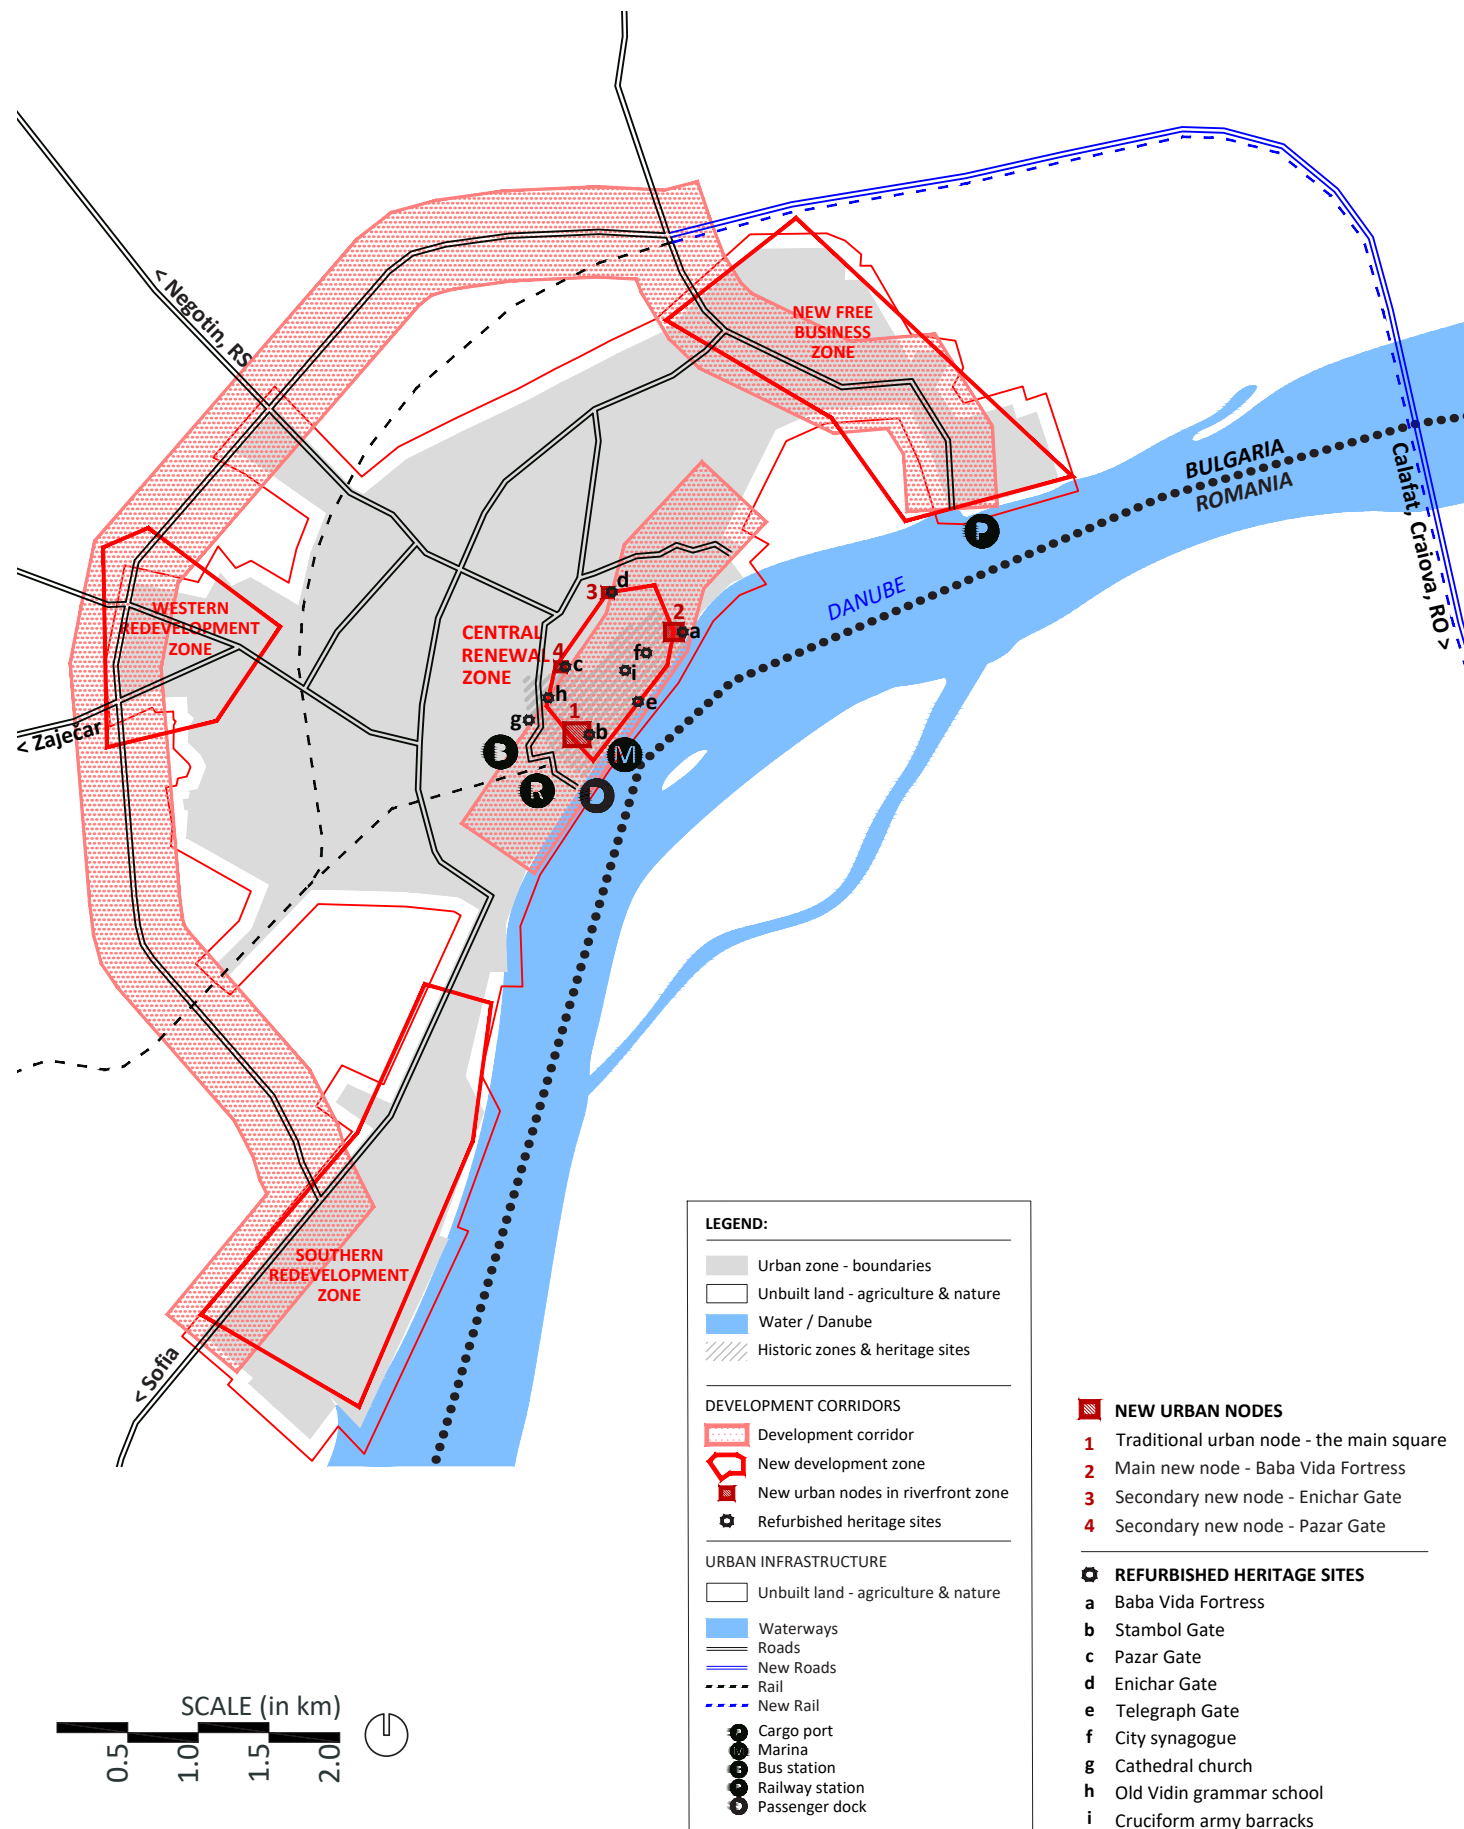 < Negotin, RS
NEW FREE
BUSINESS
ZONE
BULGARIA
ROMANIA
Calafat, Craiova, RO >
P
DANUBE
WESTERN
REDEVELOPMENT
ZONE
CENTRAL
RENEWAL
ZONE
3
d
2
a
f
i
4
c
h
e
g
1
b
B
M
R
D
< Zaječar
SOUTHERN
REDEVELOPMENT
ZONE
< Sofia
LEGEND:
Urban zone - boundaries
Unbuilt land - agriculture & nature
Water / Danube
Historic zones & heritage sites
DEVELOPMENT CORRIDORS
Development corridor
New development zone
New urban nodes in riverfront zone
Refurbished heritage sites
URBAN INFRASTRUCTURE
Unbuilt land - agriculture & nature
Waterways
Roads
New Roads
Rail
New Rail
P Cargo port
M Marina
B Bus station
R Railway station
D Passenger dock
NEW URBAN NODES
1 Traditional urban node - the main square
2 Main new node - Baba Vida Fortress
3 Secondary new node - Enichar Gate
4 Secondary new node - Pazar Gate
REFURBISHED HERITAGE SITES
a Baba Vida Fortress
b Stambol Gate
c Pazar Gate
d Enichar Gate
e Telegraph Gate
f City synagogue
g Cathedral church
h Old Vidin grammar school
i Cruciform army barracks
SCALE (in km)
0.5
1.0
1.5
2.0